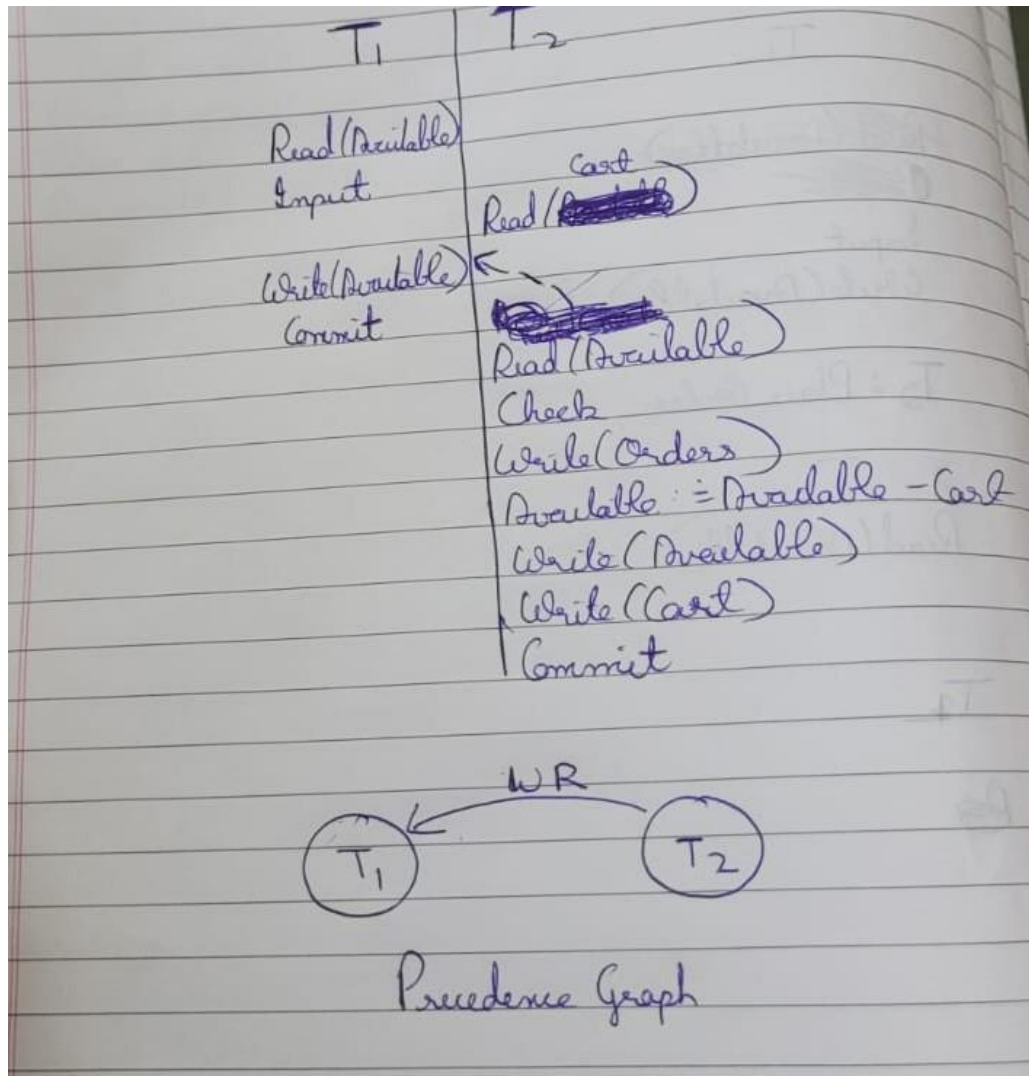 T1 T2
Read(Available)
Input
Cart
Read( )
Write(Available)
Commit
Read(Available)
Check
Write(Orders)
Available := Available - Cart
Write(Available)
Write(Cart)
Commit
WR
T1 T2
Precedence Graph